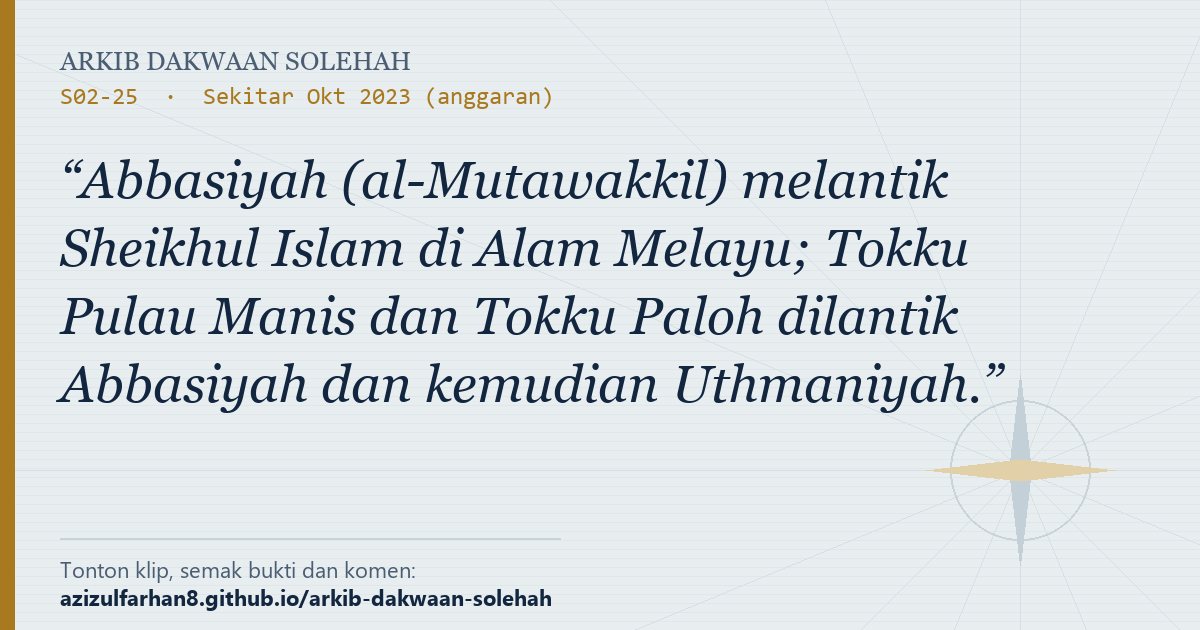 ARKIB DAKWAAN SOLEHAH
S02-25 · Sekitar Okt 2023 (anggaran)
“Abbasiyah (al-Mutawakkil) melantik
Sheikhul Islam di Alam Melayu; Tokku
Pulau Manis dan Tokku Paloh dilantik
Abbasiyah dan kemudian Uthmaniyah.”
Tonton klip, semak bukti dan komen:
azizulfarhan8.github.io/arkib-dakwaan-solehah